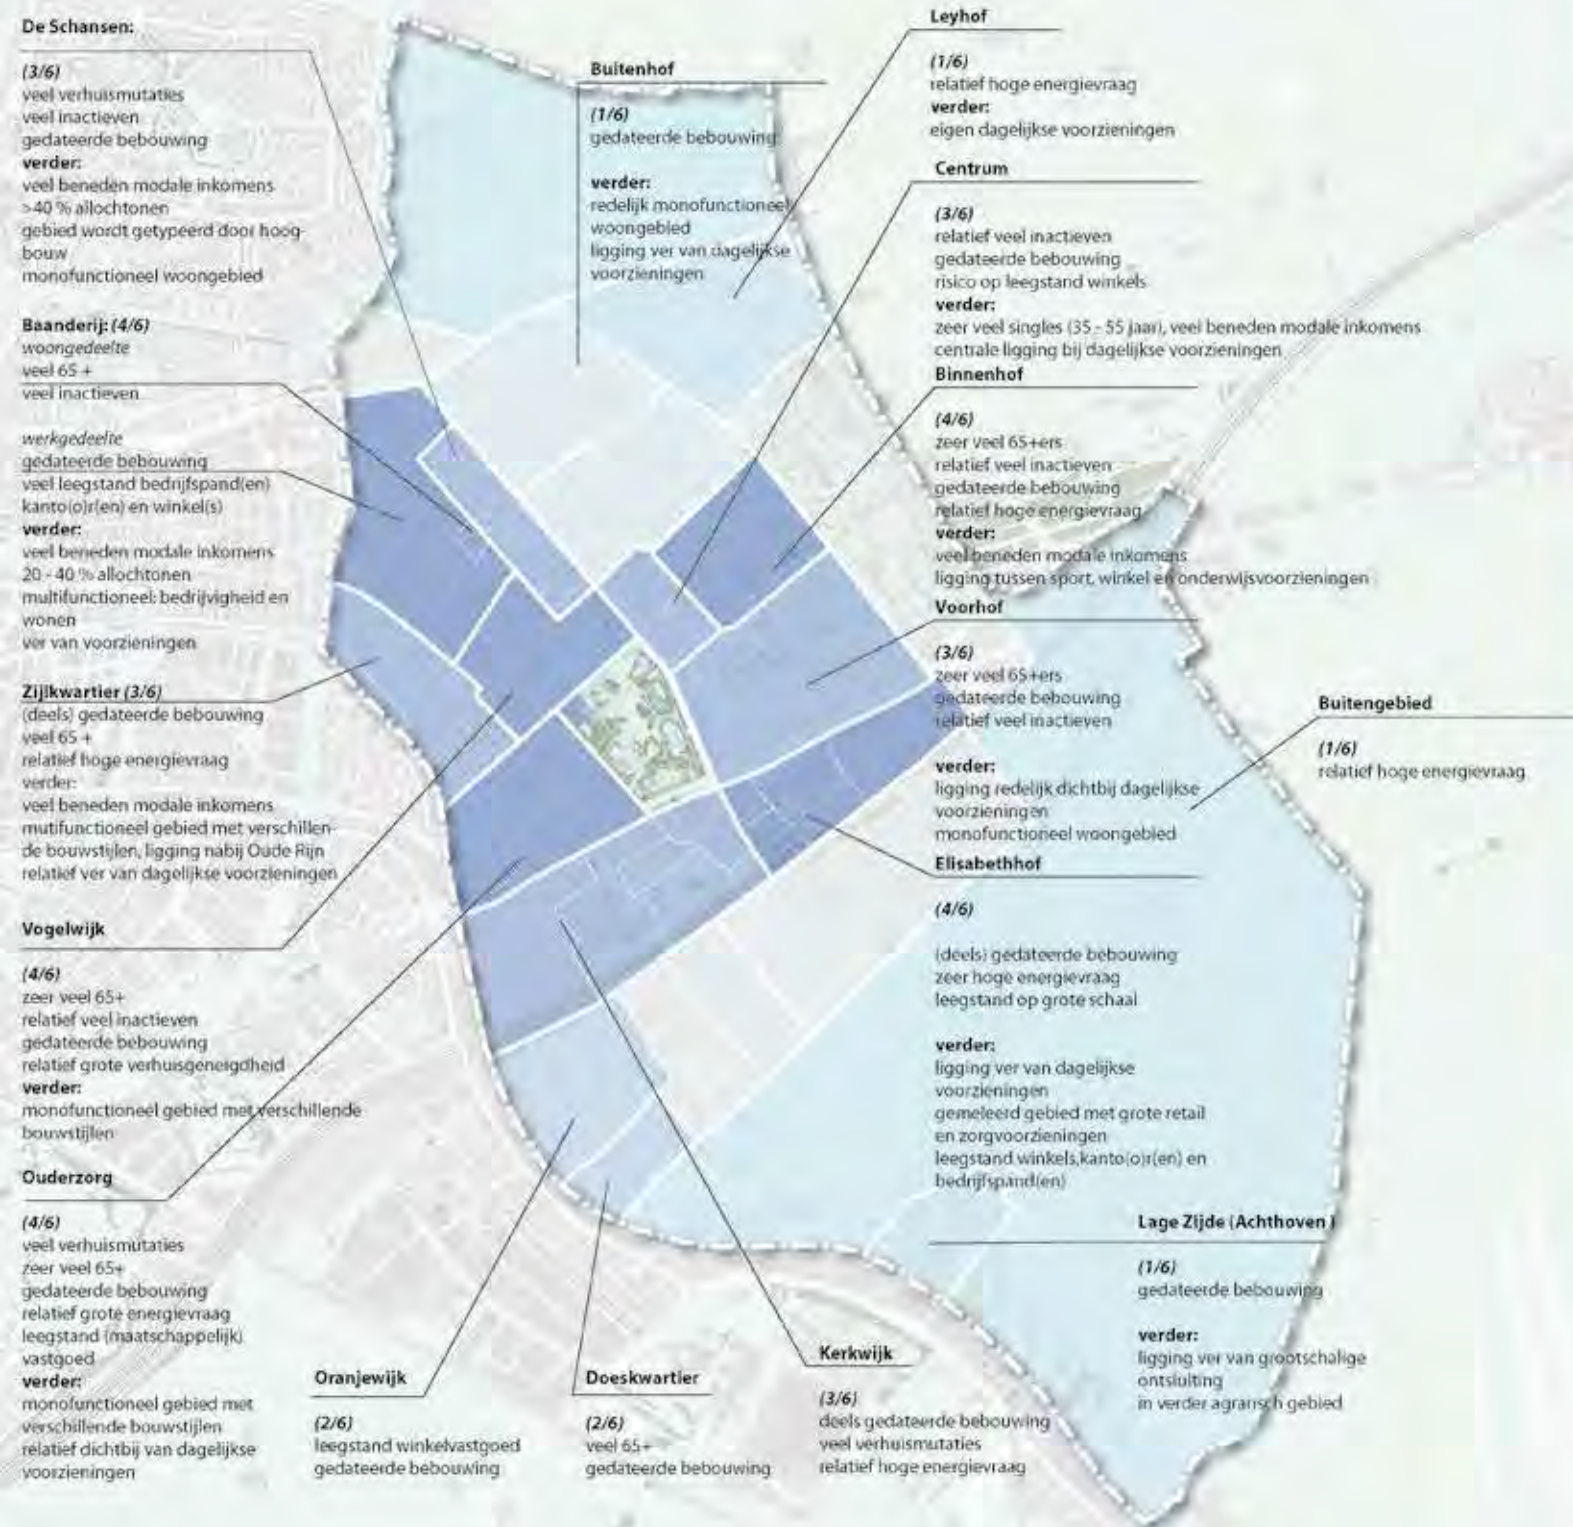 De Schansen:
(3/6)
veel verhuismutaties
veel inactieven
gedateerde bebouwing
verder:
veel beneden modale inkomens
>40 % allochtonen
gebied wordt getypeerd door hoog-
bouw
monofunctioneel woongebied
Baanderij: (4/6)
woongedeelte
veel 65 +
veel inactieven
werkgedeelte
gedateerde bebouwing
veel leegstand bedrijfspand(en)
kanto(o)r(en) en winkel(s)
verder:
veel beneden modale inkomens
20 - 40 % allochtonen
multifunctioneel: bedrijvigheid en
wonen
ver van voorzieningen
Zijlkwartier (3/6)
(deels) gedateerde bebouwing
veel 65 +
relatief hoge energievraag
verder:
veel beneden modale inkomens
mutifunctioneel gebied met verschillen-
de bouwstijlen, ligging nabij Oude Rijn
relatief ver van dagelijkse voorzieningen
Vogelwijk
(4/6)
zeer veel 65+
relatief veel inactieven
gedateerde bebouwing
relatief grote verhuisgeneigdheid
verder:
monofunctioneel gebied met verschillende
bouwstijlen
Ouderzorg
(4/6)
veel verhuismutaties
zeer veel 65+
gedateerde bebouwing
relatief grote energievraag
leegstand (maatschappelijk)
vastgoed
verder:
monofunctioneel gebied met
verschillende bouwstijlen
relatief dichtbij van dagelijkse
voorzieningen
Buitenhof
(1/6)
gedateerde bebouwing
verder:
redelijk monofunctioneel
woongebied
ligging ver van dagelijkse
voorzieningen
Leyhof
(1/6)
relatief hoge energievraag
verder:
eigen dagelijkse voorzieningen
Centrum
(3/6)
relatief veel inactieven
gedateerde bebouwing
risico op leegstand winkels
verder:
zeer veel singles (35 - 55 jaar), veel beneden modale inkomens
centrale ligging bij dagelijkse voorzieningen
Binnenhof
(4/6)
zeer veel 65+ers
relatief veel inactieven
gedateerde bebouwing
relatief hoge energievraag
verder:
veel beneden modale inkomens
ligging tussen sport, winkel en onderwijsvoorzieningen
Voorhof
(3/6)
zeer veel 65+ers
gedateerde bebouwing
relatief veel inactieven
verder:
ligging redelijk dichtbij dagelijkse
voorzieningen
monofunctioneel woongebied
Elisabethhof
(4/6)
(deels) gedateerde bebouwing
zeer hoge energievraag
leegstand op grote schaal
verder:
ligging ver van dagelijkse
voorzieningen
gemeleerd gebied met grote retail
en zorgvoorzieningen
leegstand winkels,kanto(o)r(en) en
bedrijfspand(en)
Buitengebied
(1/6)
relatief hoge energievraag
Lage Zijde (Achthoven )
(1/6)
gedateerde bebouwing
verder:
ligging ver van grootschalige
ontsluiting
in verder agrarisch gebied
Oranjewijk
(2/6)
leegstand winkelvastgoed
gedateerde bebouwing
Doeskwartier
(2/6)
veel 65+
gedateerde bebouwing
Kerkwijk
(3/6)
deels gedateerde bebouwing
veel verhuismutaties
relatief hoge energievraag